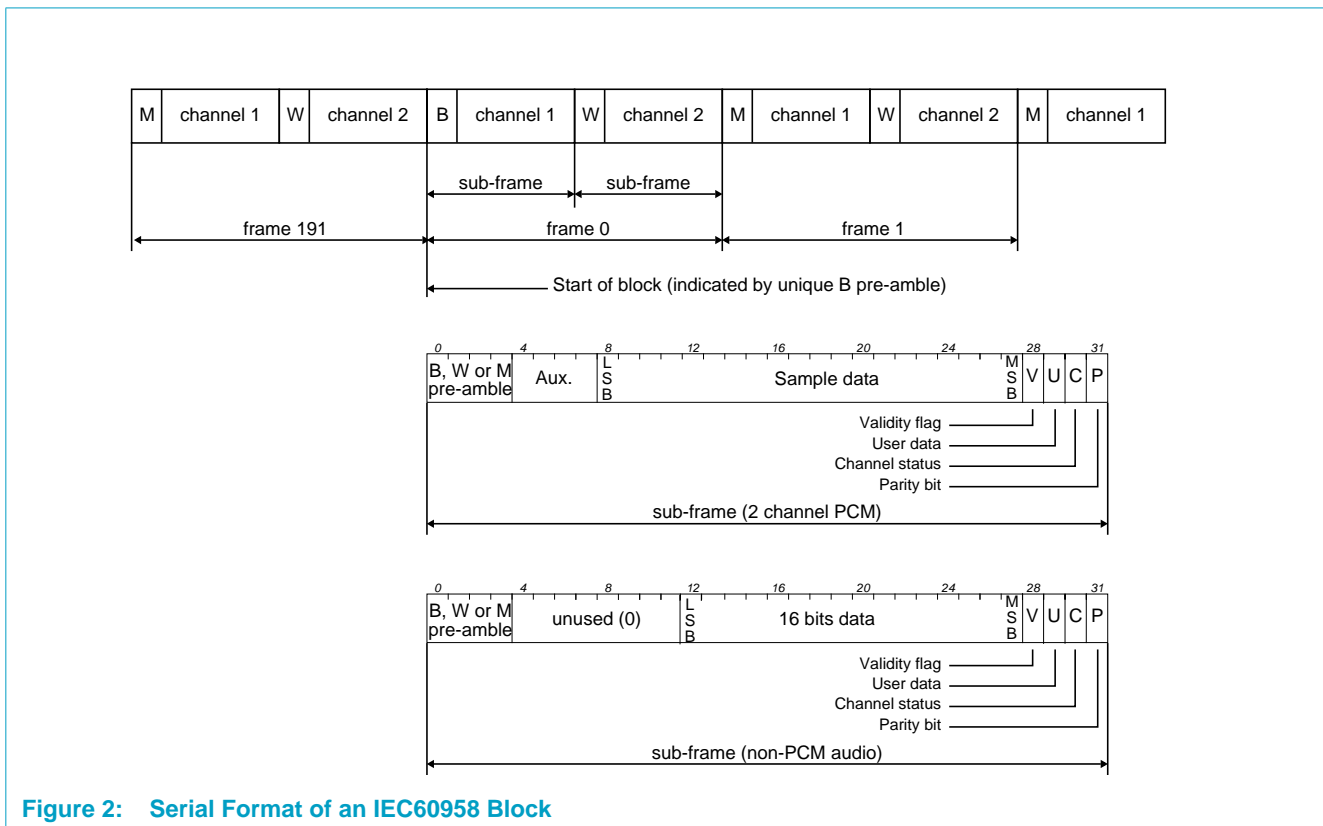 M channel 1 W channel 2 B channel 1 W channel 2 M channel 1 W channel 2 M channel 1
sub-frame sub-frame
frame 191 frame 0 frame 1
Start of block (indicated by unique B pre-amble)
0 4 8 12 16 20 24 28 31
B, W or M
pre-amble
Aux.
LSB
Sample data
MSB
V U C P
Validity flag
User data
Channel status
Parity bit
sub-frame (2 channel PCM)
0 4 8 12 16 20 24 28 31
B, W or M
pre-amble
unused (0)
LSB
16 bits data
MSB
V U C P
Validity flag
User data
Channel status
Parity bit
sub-frame (non-PCM audio)
Figure 2: Serial Format of an IEC60958 Block